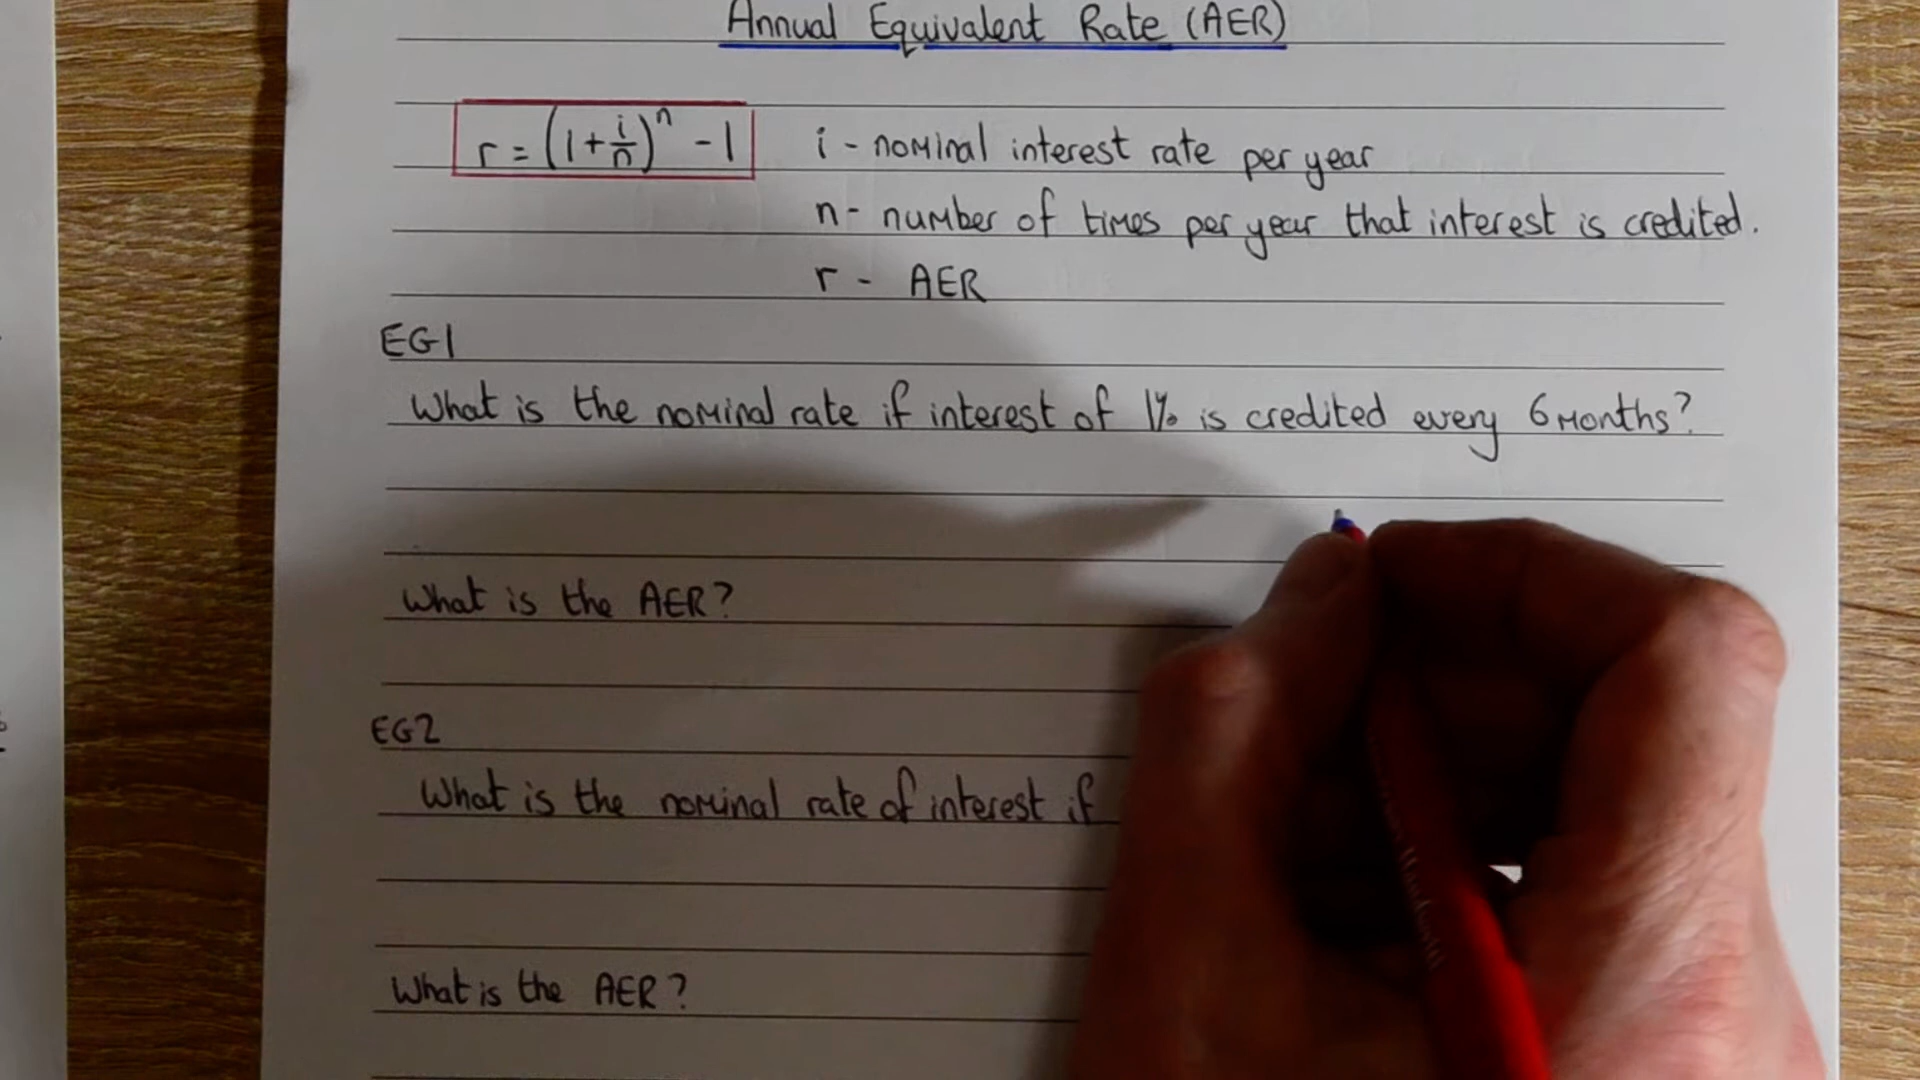 Annual Equivalent Rate (AER)
r = (1 + i/n)^n - 1 i - nominal interest rate per year
n - number of times per year that interest is credited.
r - AER
EG1
What is the nominal rate if interest of 1% is credited every 6 months?
What is the AER?
EG2
What is the nominal rate of interest if
What is the AER?